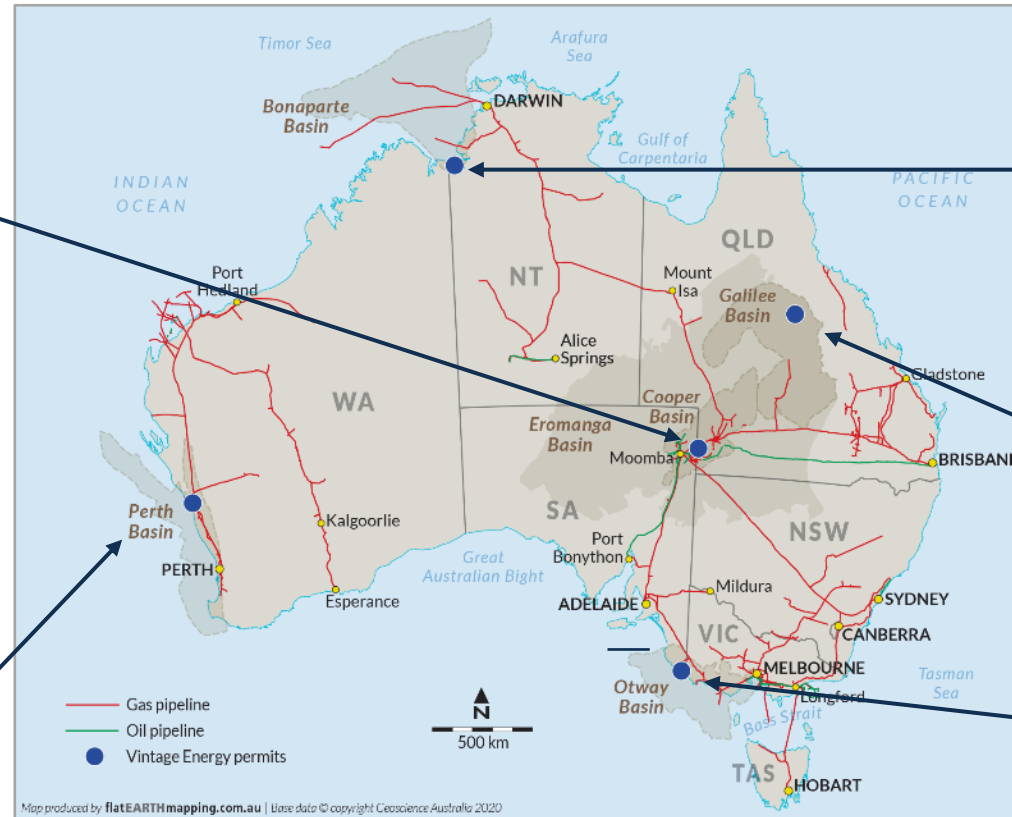 Timor Sea
Arafura
Sea
Bonaparte
Basin
DARWIN
Gulf of
Carpentaria
INDIAN
OCEAN
PACIFIC
OCEAN
QLD
NT
Port
Hedland
Mount
Isa
Galilee
Basin
Alice
Springs
Gladstone
WA
Cooper
Basin
Eromanga
Basin
Moomba
BRISBANE
Perth
Basin
Kalgoorlie
SA
NSW
Port
Bonython
Great
Australian Bight
PERTH
Esperance
Mildura
ADELAIDE
SYDNEY
CANBERRA
VIC
MELBOURNE
Tasman
Sea
Otway
Basin
Longford
Bass Strait
Gas pipeline
Oil pipeline
Vintage Energy permits
N
500 km
TAS
HOBART
Map produced by flatEARTHmapping.com.au | Base data © copyright Geoscience Australia 2020